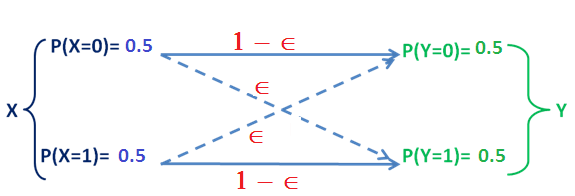 P(X=0)= 0.5 1 − ϵ P(Y=0)= 0.5
ϵ
X Y
ϵ
P(X=1)= 0.5 P(Y=1)= 0.5
1 − ϵ